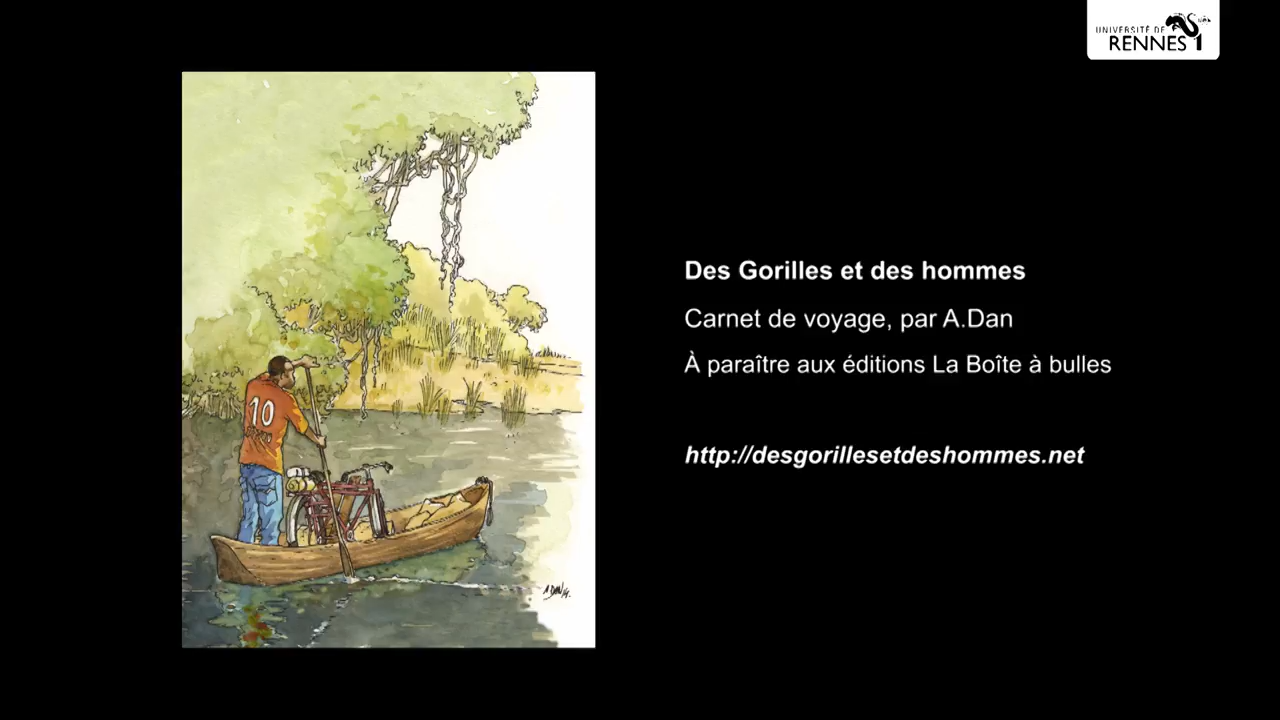 UNIVERSITÉ DE
RENNES 1
10
Des Gorilles et des hommes
Carnet de voyage, par A.Dan
À paraître aux éditions La Boîte à bulles
http://desgorillesetdeshommes.net
A.DAN